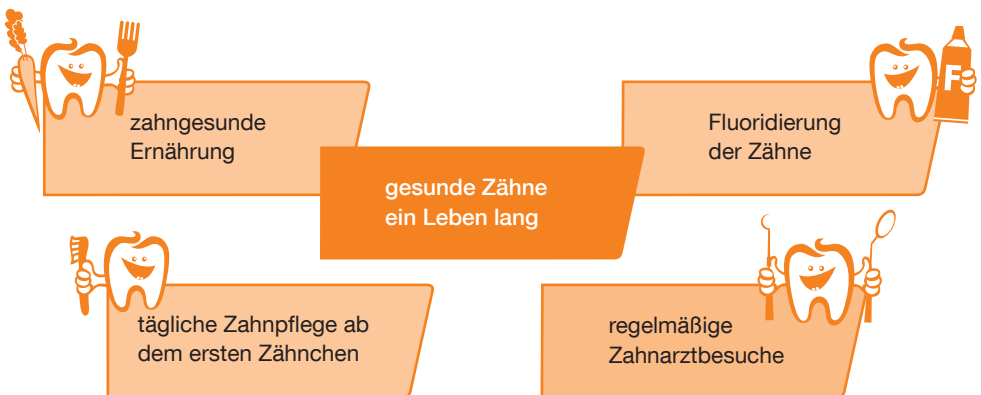 zahngesunde
Ernährung
Fluoridierung
der Zähne
F
gesunde Zähne
ein Leben lang
tägliche Zahnpflege ab
dem ersten Zähnchen
regelmäßige
Zahnarztbesuche